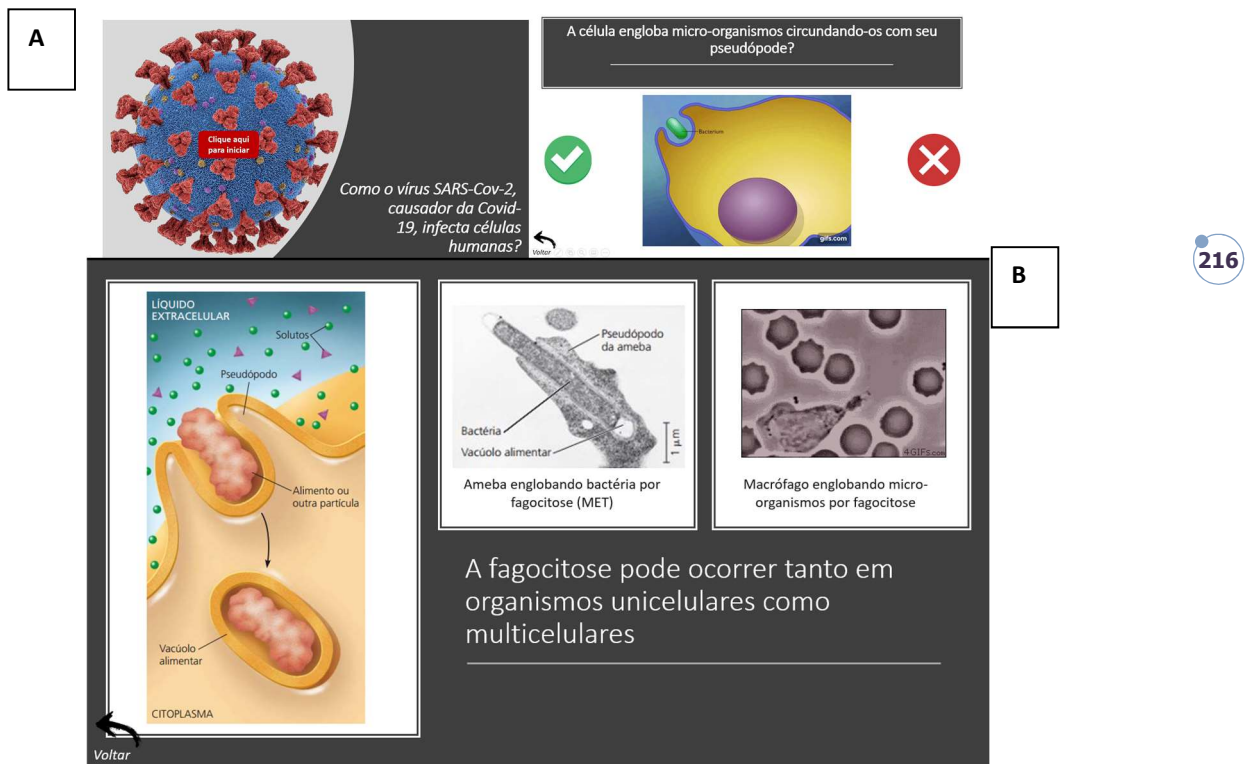 A
Clique aqui
para iniciar
Como o vírus SARS-Cov-2,
causador da Covid-
19, infecta células
humanas?
A célula engloba micro-organismos circundando-os com seu
pseudópode?
Bacterium
gifs.com
Voltar
B
216
LÍQUIDO
EXTRACELULAR
Solutos
Pseudópodo
Alimento ou
outra partícula
Vacúolo
alimentar
CITOPLASMA
Voltar
Pseudópodo
da ameba
Bactéria
Vacúolo alimentar
1 µm
Ameba englobando bactéria por
fagocitose (MET)
4GIFs.com
Macrófago englobando micro-
organismos por fagocitose
A fagocitose pode ocorrer tanto em
organismos unicelulares como
multicelulares